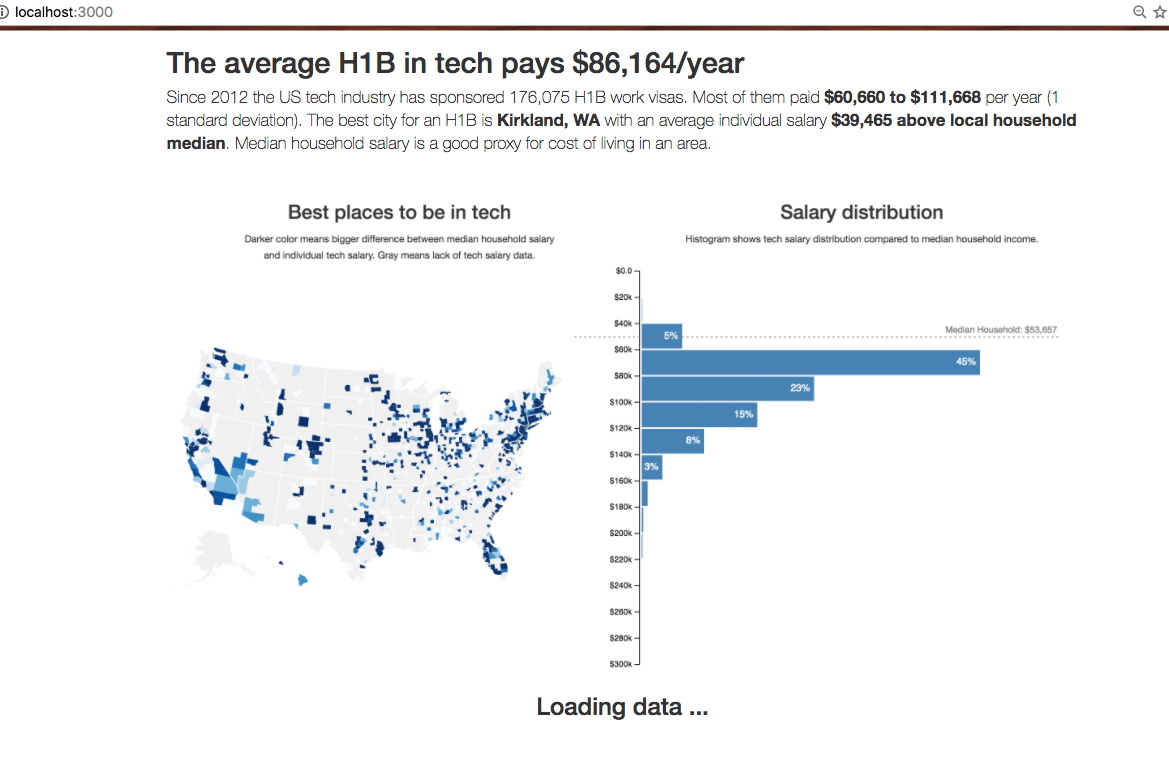 localhost:3000
The average H1B in tech pays $86,164/year
Since 2012 the US tech industry has sponsored 176,075 H1B work visas. Most of them paid $60,660 to $111,668 per year (1
standard deviation). The best city for an H1B is Kirkland, WA with an average individual salary $39,465 above local household
median. Median household salary is a good proxy for cost of living in an area.
Best places to be in tech
Darker color means bigger difference between median household salary
and individual tech salary. Gray means lack of tech salary data.
Salary distribution
Histogram shows tech salary distribution compared to median household income.
$0.0
$20k
$40k
$60k
$80k
$100k
$120k
$140k
$160k
$180k
$200k
$220k
$240k
$260k
$280k
$300k
5%
45%
23%
15%
8%
3%
Median Household: $53,657
Loading data ...